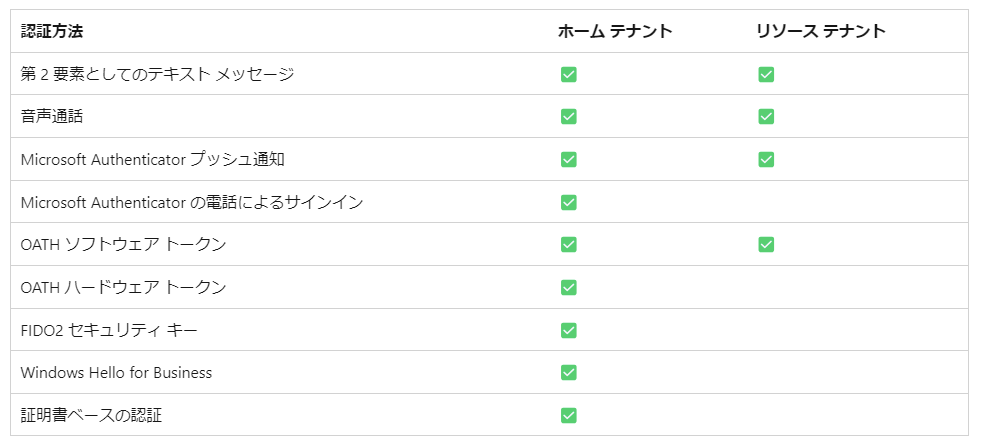 認証方法 ホーム テナント リソース テナント
第 2 要素としてのテキスト メッセージ
音声通話
Microsoft Authenticator プッシュ通知
Microsoft Authenticator の電話によるサインイン
OATH ソフトウェア トークン
OATH ハードウェア トークン
FIDO2 セキュリティ キー
Windows Hello for Business
証明書ベースの認証